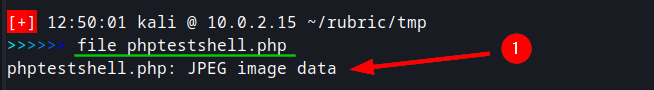 [+] 12:50:01 kali @ 10.0.2.15 ~/rubric/tmp
>>>>>> file phptestshell.php
phptestshell.php: JPEG image data
1